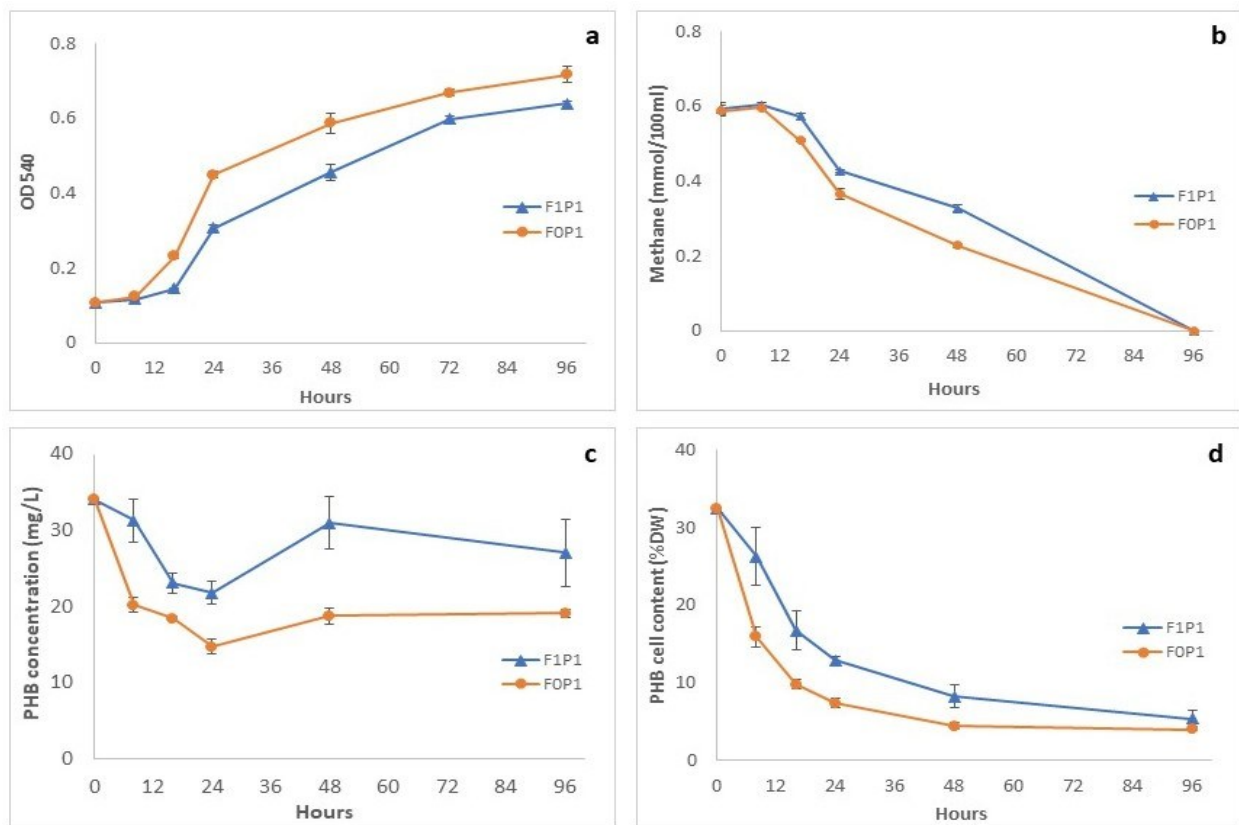 a
OD540
0.8
0.6
0.4
0.2
0
0 12 24 36 48 60 72 84 96
Hours
F1P1
F0P1
b
Methane (mmol/100ml)
0.8
0.6
0.4
0.2
0
0 12 24 36 48 60 72 84 96
Hours
F1P1
F0P1
c
PHB concentration (mg/L)
40
30
20
10
0
0 12 24 36 48 60 72 84 96
Hours
F1P1
F0P1
d
PHB cell content (%DW)
40
30
20
10
0
0 12 24 36 48 60 72 84 96
Hours
F1P1
F0P1